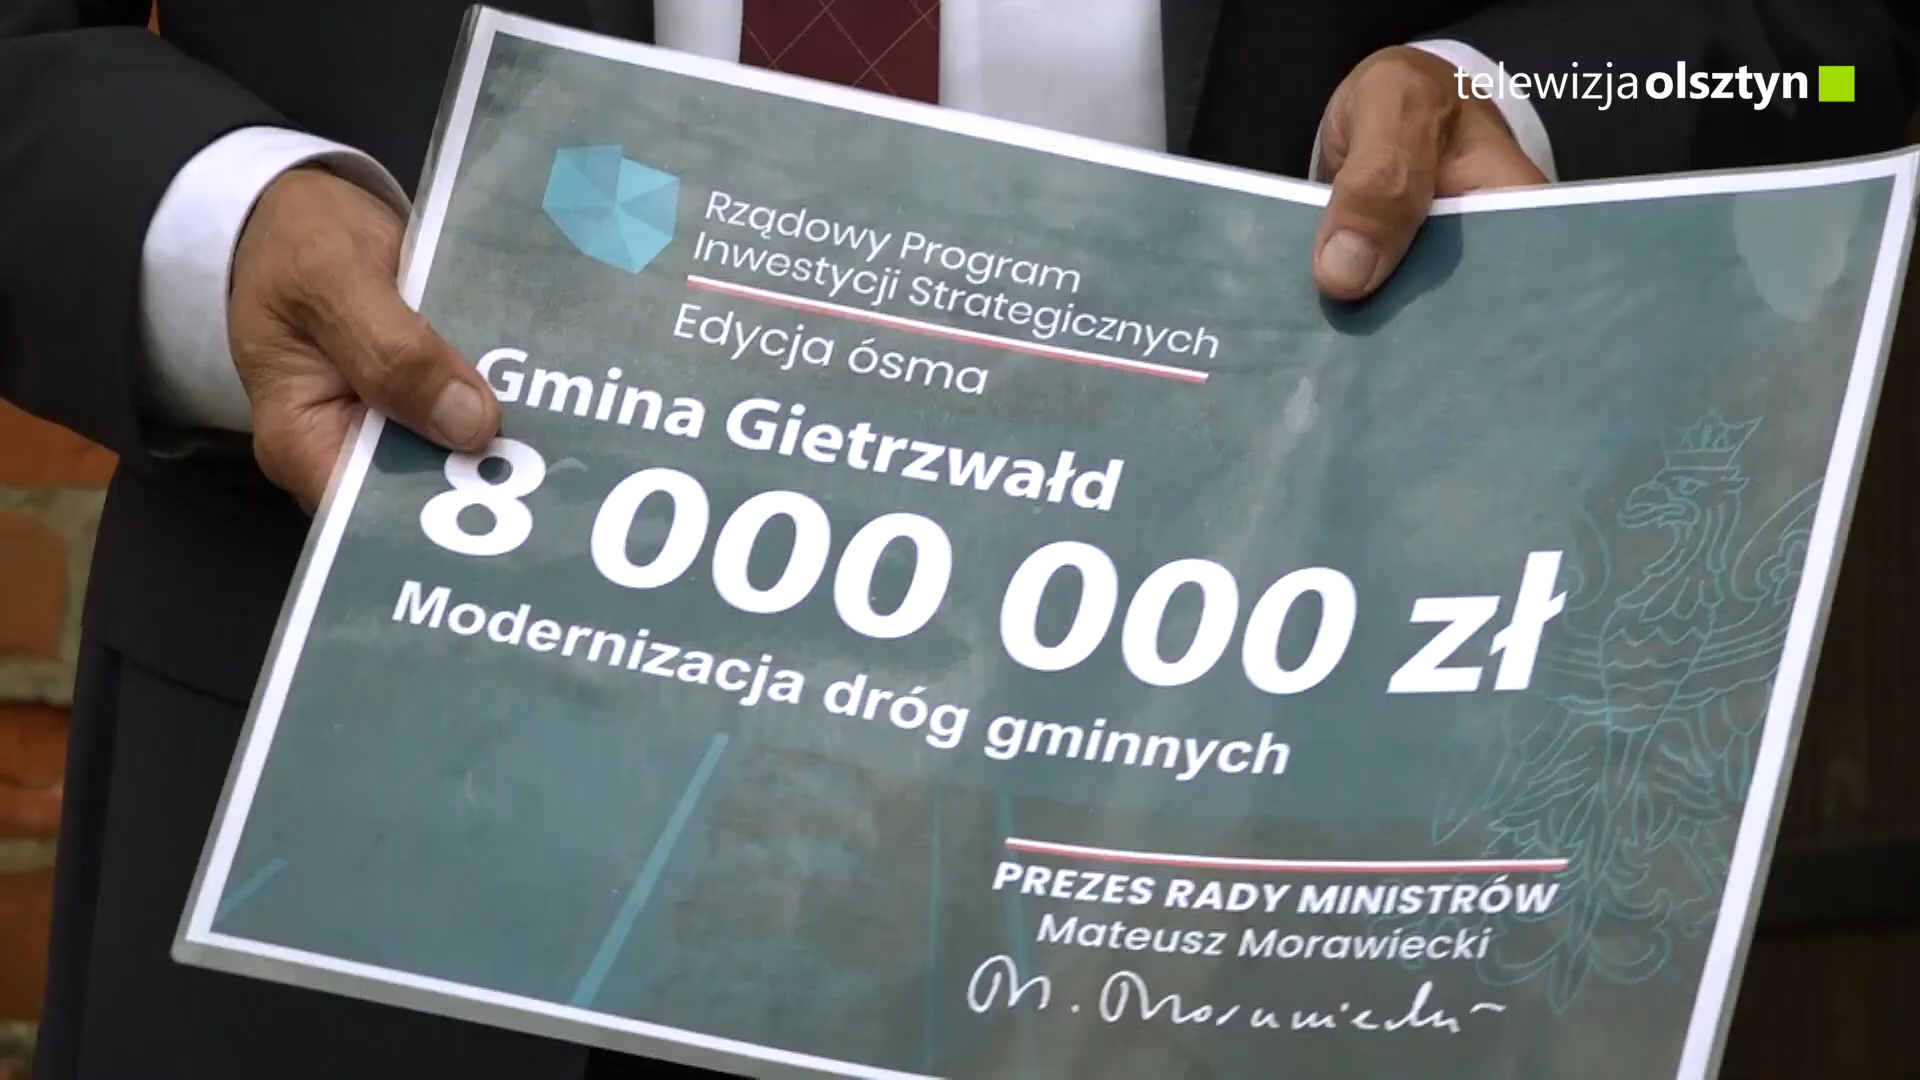 telewizjaolsztyn
Rządowy Program
Inwestycji Strategicznych
Edycja ósma
Gmina Gietrzwałd
8 000 000 zł
Modernizacja dróg gminnych
PREZES RADY MINISTRÓW
Mateusz Morawiecki
M. Morawiecki